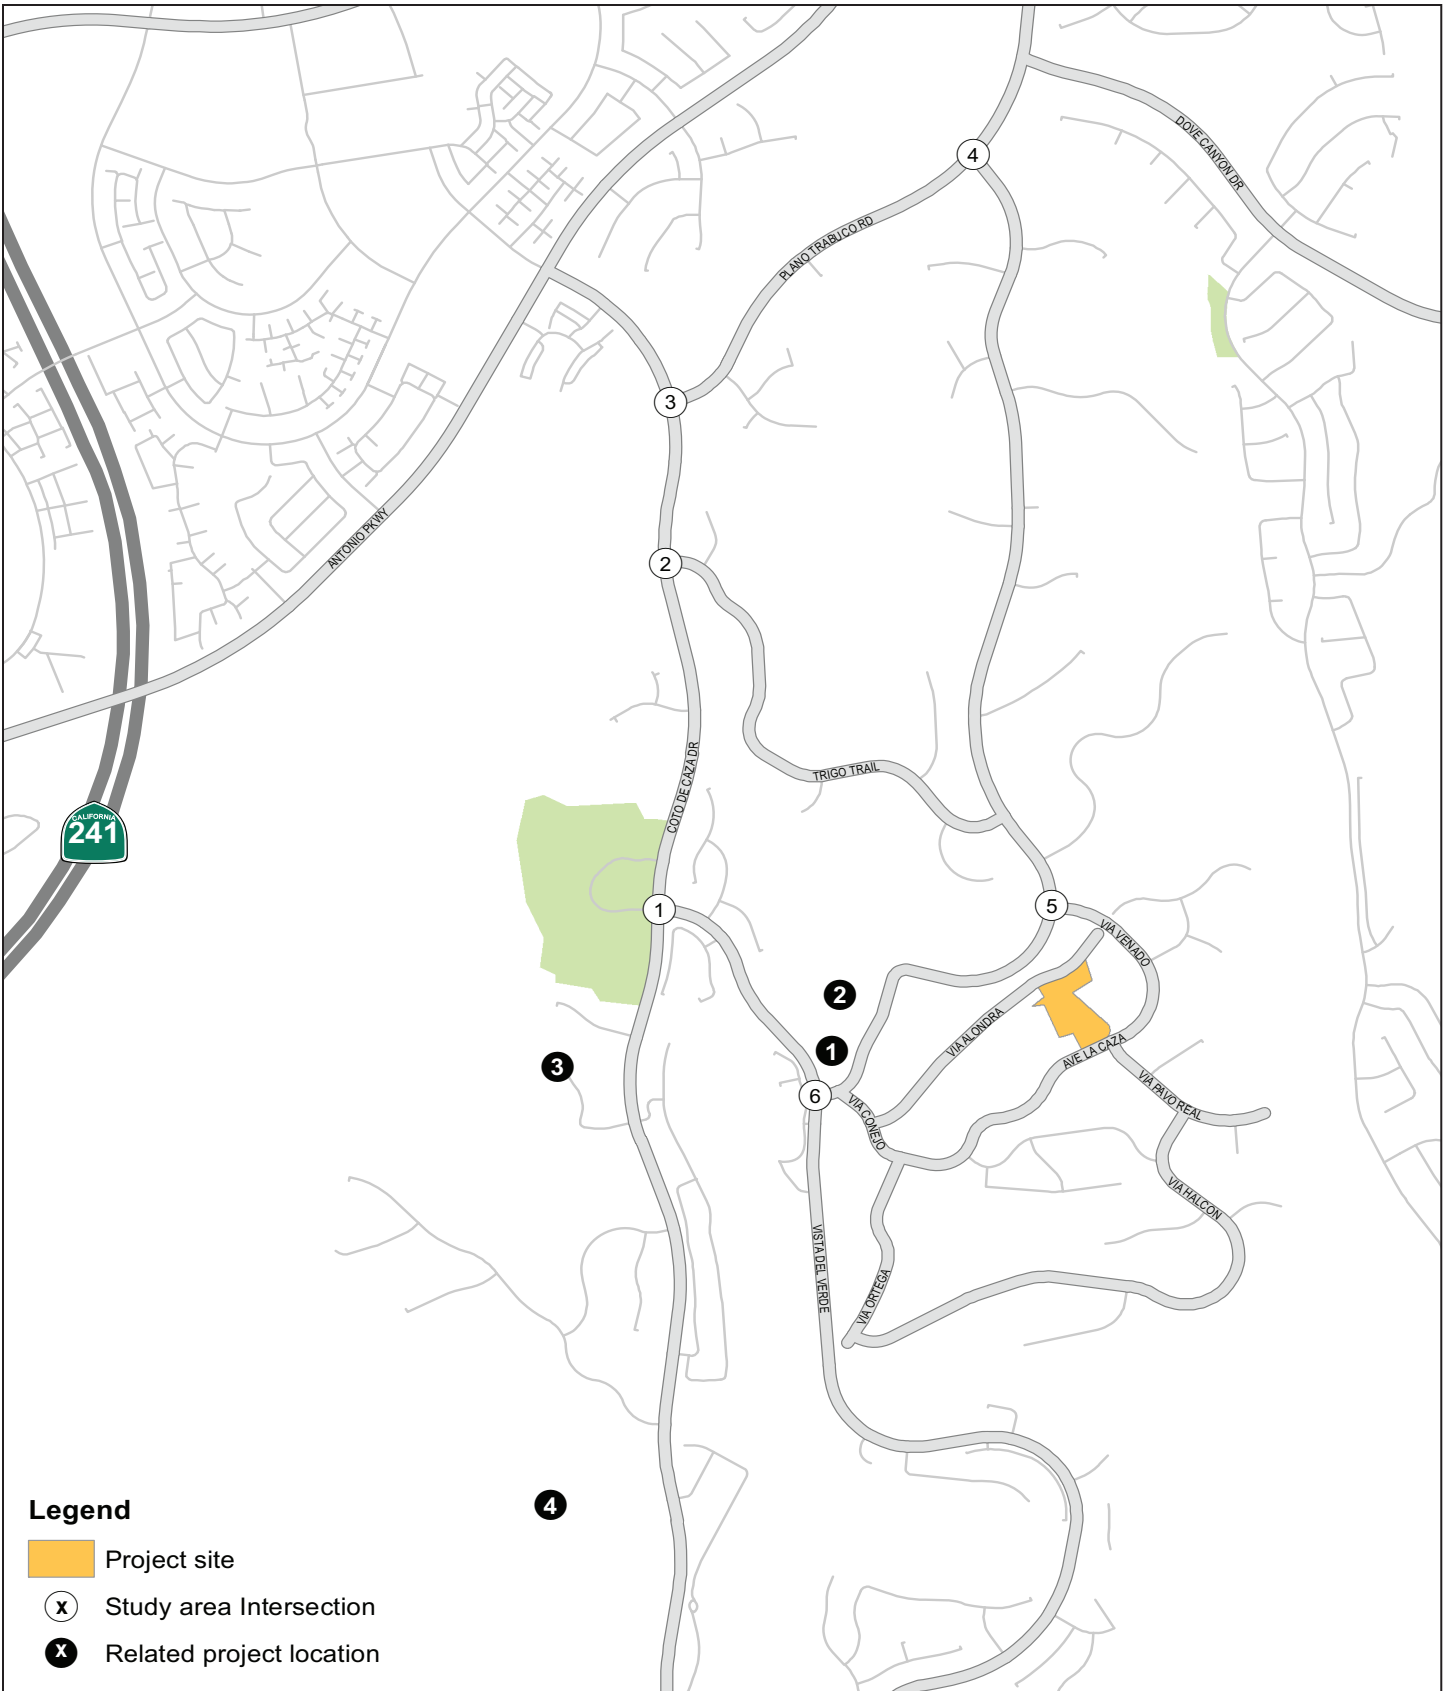 DOVE CANYON DR
4
PLANO TRABUCO RD
3
ANTONIO PKWY
2
COTO DE CAZA DR
TRIGO TRAIL
CALIFORNIA
241
1
5
VIA VENADO
2
VIA ALONDRA
1
AVE LA CAZA
3
6
VIA CONEJO
VIA PAVO REAL
VIA HALCON
VISTA DEL VERDE
VIA ORTEGA
4
Legend
Project site
X Study area Intersection
X Related project location